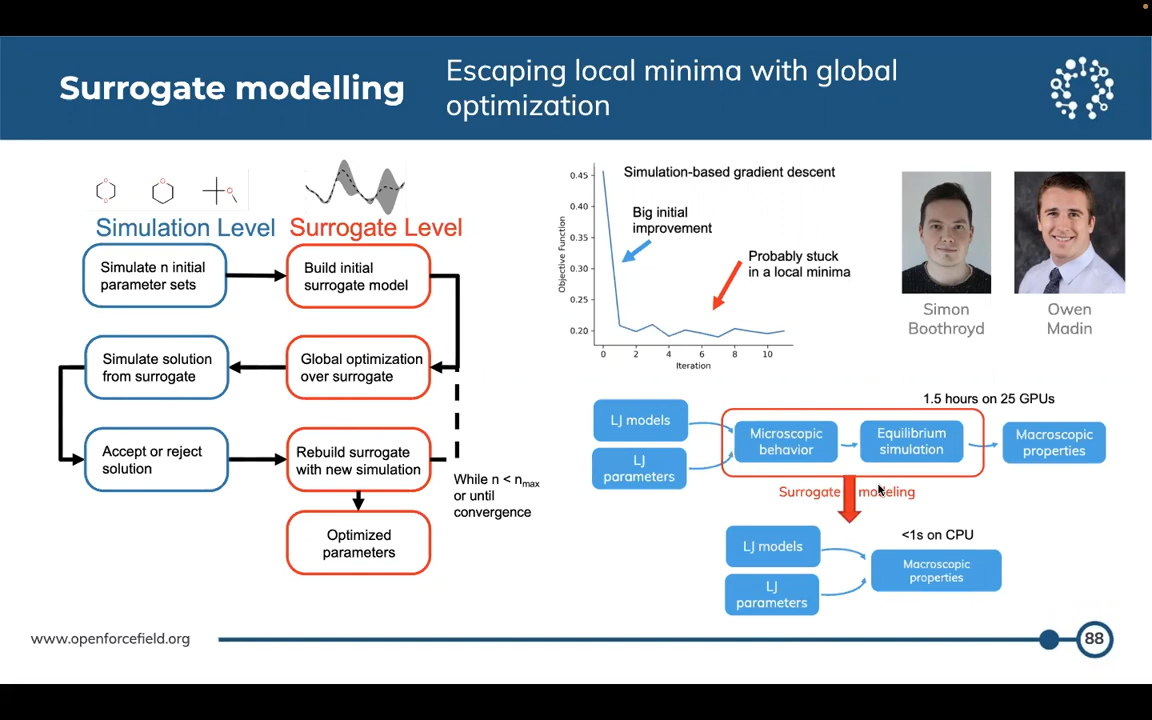 Surrogate modelling
Escaping local minima with global
optimization
Simulation Level
Surrogate Level
Simulate n initial
parameter sets
Build initial
surrogate model
Simulate solution
from surrogate
Global optimization
over surrogate
Accept or reject
solution
Rebuild surrogate
with new simulation
While n < nmax
or until
convergence
Optimized
parameters
Simulation-based gradient descent
Big initial
improvement
Probably stuck
in a local minima
Objective Function
0.45
0.40
0.35
0.30
0.25
0.20
0 2 4 6 8 10
Iteration
Simon
Boothroyd
Owen
Madin
1.5 hours on 25 GPUs
LJ models
LJ
parameters
Microscopic
behavior
Equilibrium
simulation
Macroscopic
properties
Surrogate modeling
<1s on CPU
LJ models
LJ
parameters
Macroscopic
properties
www.openforcefield.org
88